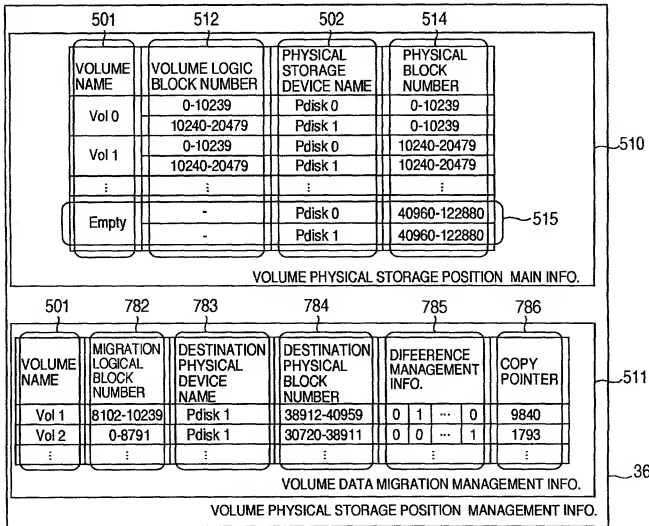 501 512 502 514
VOLUME NAME VOLUME LOGIC BLOCK NUMBER PHYSICAL STORAGE DEVICE NAME PHYSICAL BLOCK NUMBER
Vol 0 0-10239 Pdisk 0 0-10239
10240-20479 Pdisk 1 0-10239
Vol 1 0-10239 Pdisk 0 10240-20479
10240-20479 Pdisk 1 10240-20479
⋮ ⋮ ⋮ ⋮
Empty - Pdisk 0 40960-122880
- Pdisk 1 40960-122880
510
515
VOLUME PHYSICAL STORAGE POSITION MAIN INFO.
501 782 783 784 785 786
VOLUME NAME MIGRATION LOGICAL BLOCK NUMBER DESTINATION PHYSICAL DEVICE NAME DESTINATION PHYSICAL BLOCK NUMBER DIFEERENCE MANAGEMENT INFO. COPY POINTER
Vol 1 8102-10239 Pdisk 1 38912-40959 0 1 ··· 0 9840
Vol 2 0-8791 Pdisk 1 30720-38911 0 0 ··· 1 1793
⋮ ⋮ ⋮ ⋮ ⋮ ⋮
511
VOLUME DATA MIGRATION MANAGEMENT INFO.
36
VOLUME PHYSICAL STORAGE POSITION MANAGEMENT INFO.